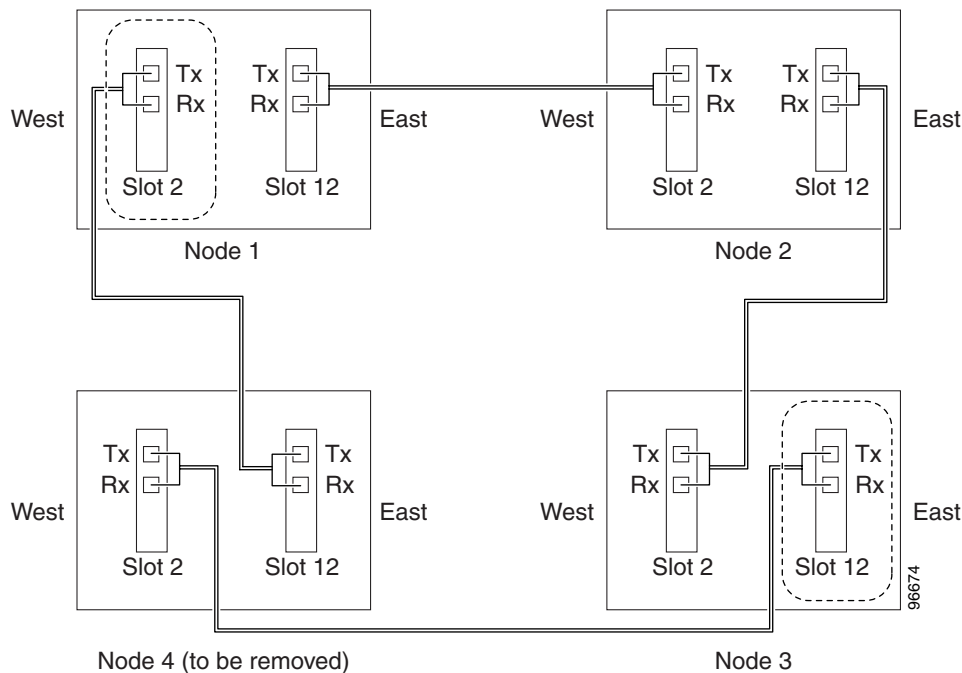 Tx Tx Tx Tx
Rx Rx Rx Rx
West East West East
Slot 2 Slot 12 Slot 2 Slot 12
Node 1 Node 2
Tx Tx Tx Tx
Rx Rx Rx Rx
West East West East
Slot 2 Slot 12 Slot 2 Slot 12
96674
Node 4 (to be removed) Node 3